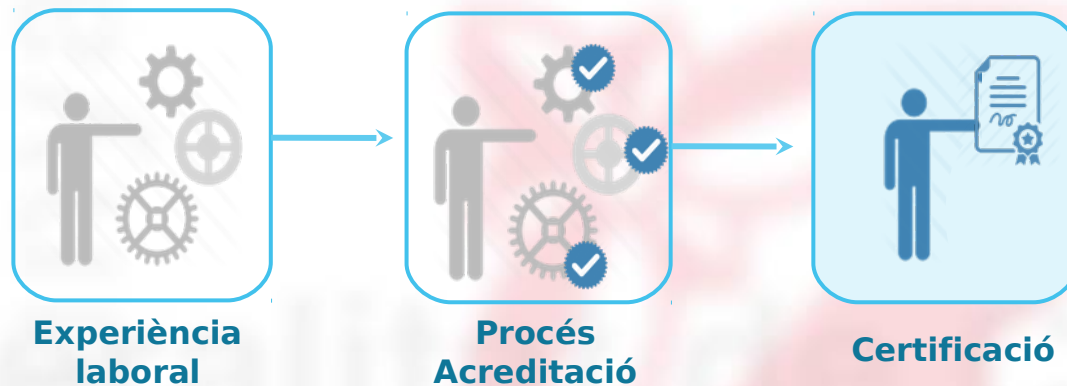 Experiència
laboral
Procés
Acreditació
Certificació